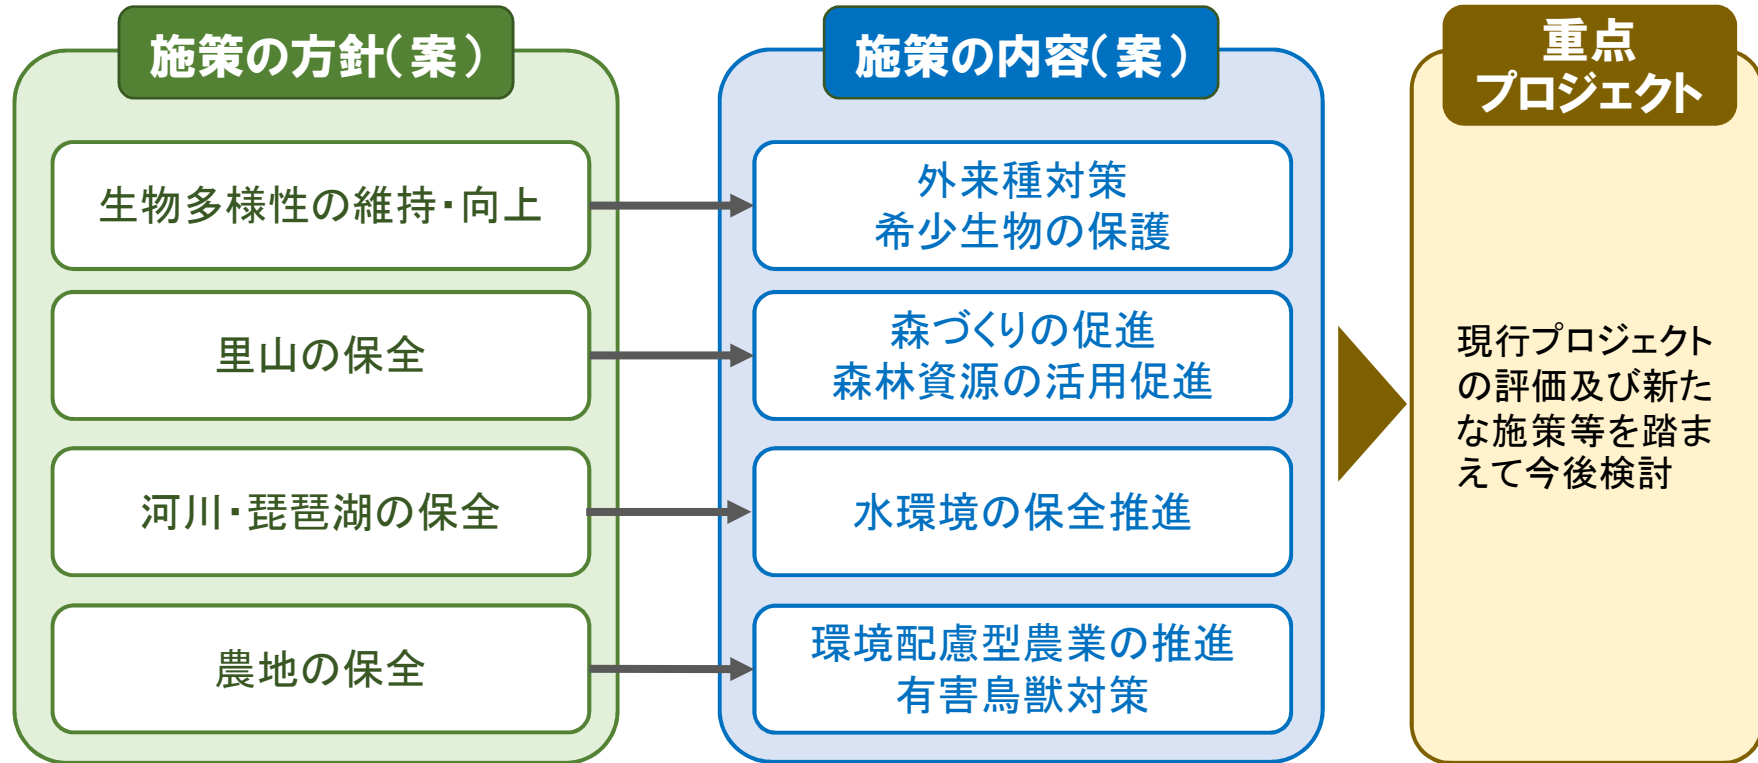 施策の方針(案)
生物多様性の維持・向上
里山の保全
河川・琵琶湖の保全
農地の保全
施策の内容(案)
外来種対策
希少生物の保護
森づくりの促進
森林資源の活用促進
水環境の保全推進
環境配慮型農業の推進
有害鳥獣対策
重点
プロジェクト
現行プロジェクト
の評価及び新た
な施策等を踏ま
えて今後検討